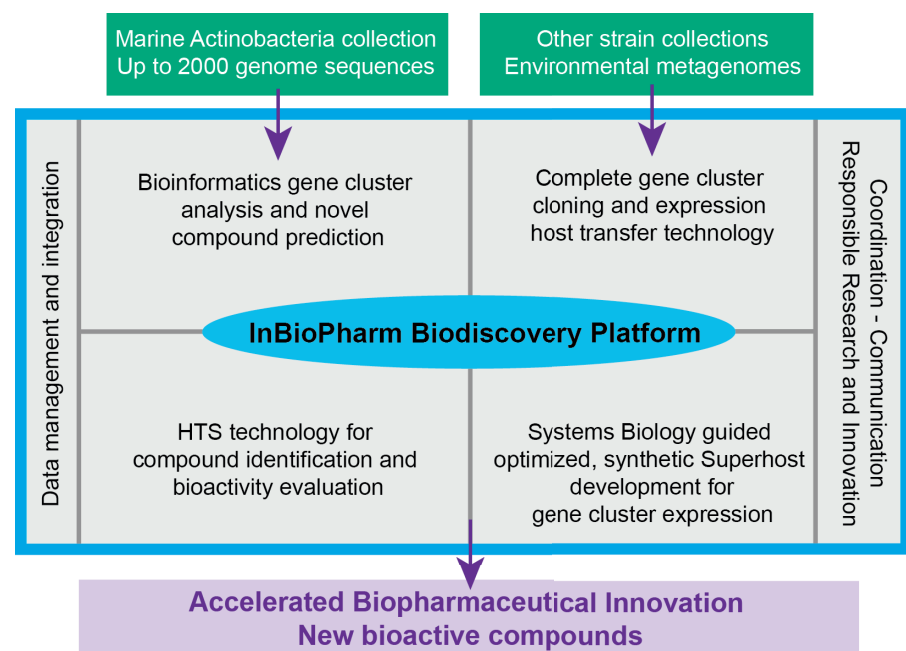 Marine Actinobacteria collection
Up to 2000 genome sequences
Other strain collections
Environmental metagenomes
Data management and integration
Bioinformatics gene cluster
analysis and novel
compound prediction
Complete gene cluster
cloning and expression
host transfer technology
Coordination - Communication
Responsible Research and Innovation
InBioPharm Biodiscovery Platform
HTS technology for
compound identification and
bioactivity evaluation
Systems Biology guided
optimized, synthetic Superhost
development for
gene cluster expression
Accelerated Biopharmaceutical Innovation
New bioactive compounds